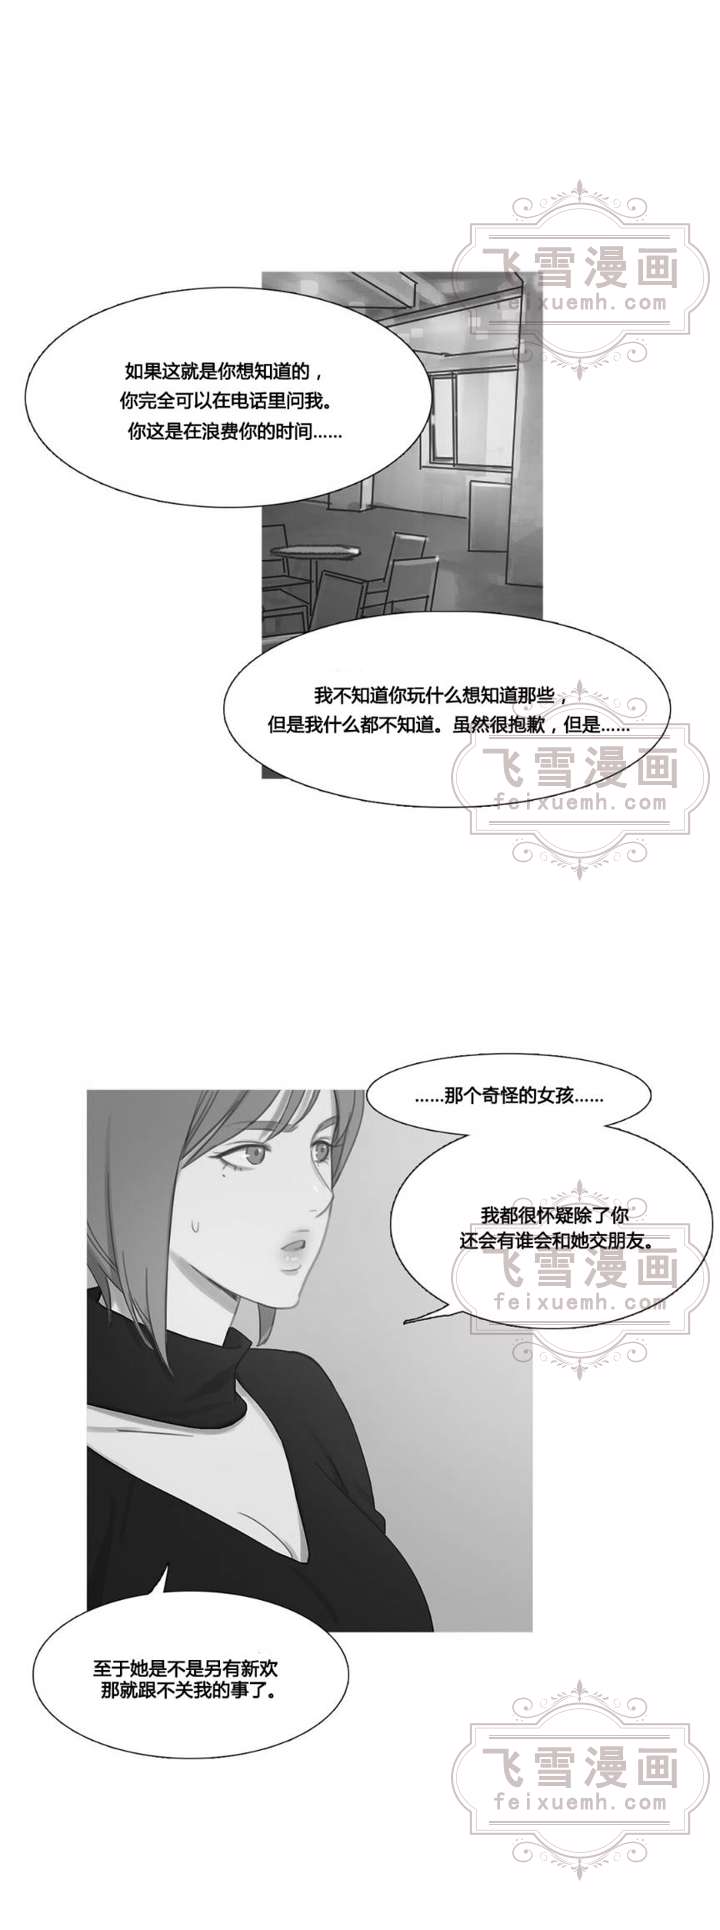 飞雪漫画
feixuemh.com
如果这就是你想知道的，
你完全可以在电话里问我。
你这是在浪费你的时间……
我不知道你玩什么想知道那些，
但是我什么都不知道。虽然很抱歉，但是……
飞雪漫画
feixuemh.com
……那个奇怪的女孩……
我都很怀疑除了你
还会有谁会和她交朋友。
飞雪漫画
feixuemh.com
至于她是不是另有新欢
那就跟不关我的事了。
飞雪漫画
feixuemh.com